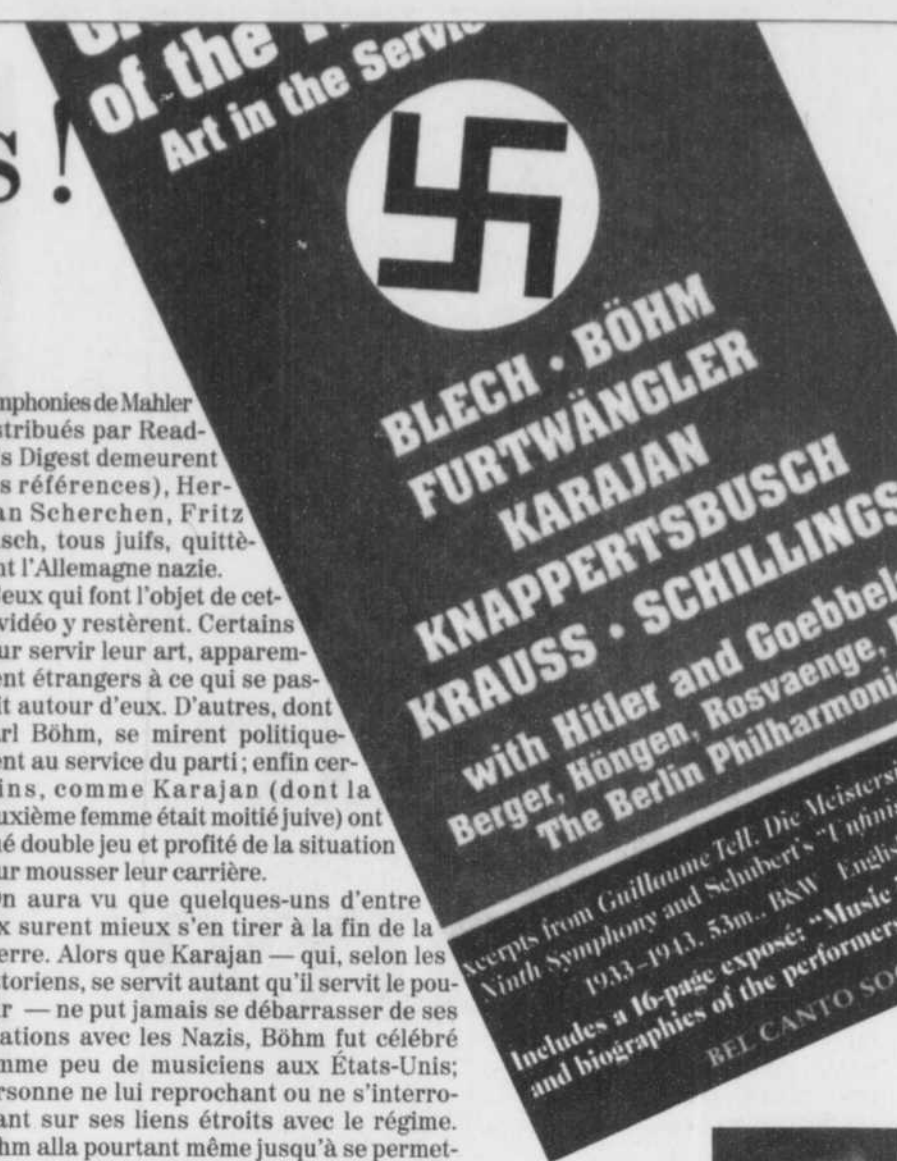 s !
of the
Art in the Servic
BLECH · BÖHM
FURTWÄNGLER
KARAJAN
KNAPPERTSBUSCH
KRAUSS · SCHILLINGS
with Hitler and Goebbels
Berger, Höngen, Rosvaenge,
The Berlin Philharmoni
xcerpts from Guillaume Tell, Die Meistersi
Ninth Symphony and Schubert's "Unfinis
1933–1943. 53m., B&W Englis
Includes a 16-page exposé: "Music
and biographies of the performers
BEL CANTO SOC
mphonies de Mahler
stribués par Read-
s Digest demeurent
s références), Her-
an Scherchen, Fritz
sch, tous juifs, quittè-
nt l'Allemagne nazie.
eux qui font l'objet de cet-
vidéo y restèrent. Certains
ur servir leur art, apparem-
ent étrangers à ce qui se pas-
it autour d'eux. D'autres, dont
rl Böhm, se mirent politique-
ent au service du parti ; enfin cer-
ins, comme Karajan (dont la
uxième femme était moitié juive) ont
ué double jeu et profité de la situation
ur mousser leur carrière.
On aura vu que quelques-uns d'entre
x surent mieux s'en tirer à la fin de la
erre. Alors que Karajan — qui, selon les
toriens, se servit autant qu'il servit le pou-
r — ne put jamais se débarrasser de ses
ations avec les Nazis, Böhm fut célébré
mme peu de musiciens aux États-Unis;
rsonne ne lui reprochant ou ne s'interro-
ant sur ses liens étroits avec le régime.
hm alla pourtant même jusqu'à se permet-